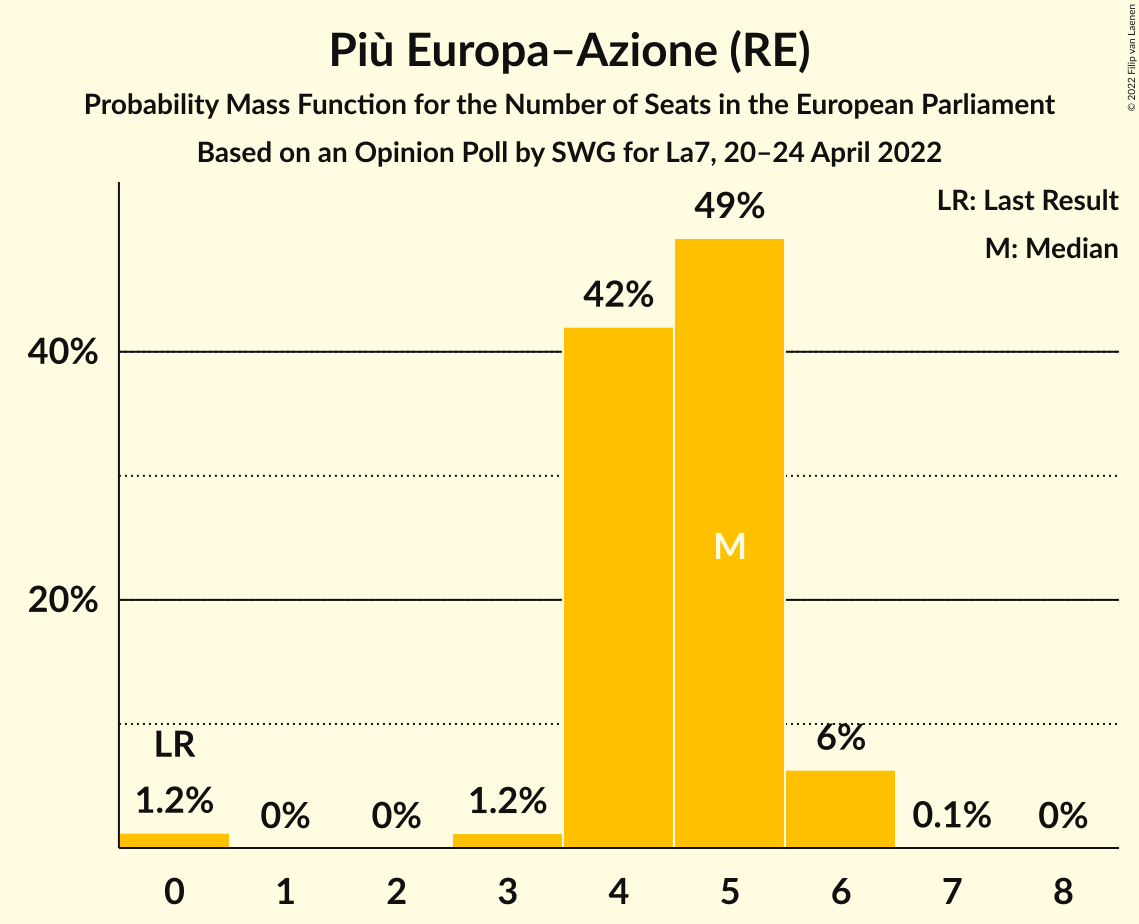 Più Europa–Azione (RE)
Probability Mass Function for the Number of Seats in the European Parliament
Based on an Opinion Poll by SWG for La7, 20–24 April 2022
© 2022 Filip van Laenen
LR: Last Result
M: Median
49%
42%
40%
M
20%
LR
6%
1.2%
0%
0%
1.2%
0.1%
0%
0 1 2 3 4 5 6 7 8